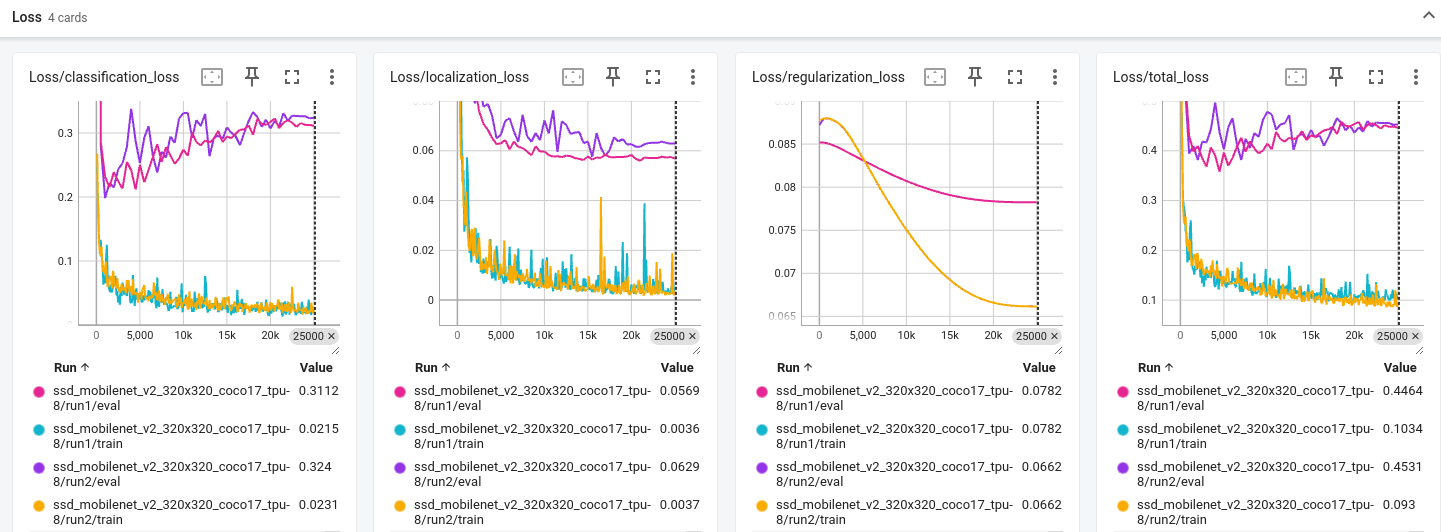 Loss 4 cards
Loss/classification_loss
0.3
0.2
0.1
0 5,000 10k 15k 20k 25000 ✕
Run ↑ Value
ssd_mobilenet_v2_320x320_coco17_tpu- 0.3112
8/run1/eval
ssd_mobilenet_v2_320x320_coco17_tpu- 0.0215
8/run1/train
ssd_mobilenet_v2_320x320_coco17_tpu- 0.324
8/run2/eval
ssd_mobilenet_v2_320x320_coco17_tpu- 0.0231
8/run2/train
Loss/localization_loss
0.06
0.04
0.02
0
0 5,000 10k 15k 20k 25000 ✕
Run ↑ Value
ssd_mobilenet_v2_320x320_coco17_tpu- 0.0569
8/run1/eval
ssd_mobilenet_v2_320x320_coco17_tpu- 0.0036
8/run1/train
ssd_mobilenet_v2_320x320_coco17_tpu- 0.0629
8/run2/eval
ssd_mobilenet_v2_320x320_coco17_tpu- 0.0037
8/run2/train
Loss/regularization_loss
0.085
0.08
0.075
0.07
0.065
0 5,000 10k 15k 20k 25000 ✕
Run ↑ Value
ssd_mobilenet_v2_320x320_coco17_tpu- 0.0782
8/run1/eval
ssd_mobilenet_v2_320x320_coco17_tpu- 0.0782
8/run1/train
ssd_mobilenet_v2_320x320_coco17_tpu- 0.0662
8/run2/eval
ssd_mobilenet_v2_320x320_coco17_tpu- 0.0662
8/run2/train
Loss/total_loss
0.4
0.3
0.2
0.1
0 5,000 10k 15k 20k 25000 ✕
Run ↑ Value
ssd_mobilenet_v2_320x320_coco17_tpu- 0.4464
8/run1/eval
ssd_mobilenet_v2_320x320_coco17_tpu- 0.1034
8/run1/train
ssd_mobilenet_v2_320x320_coco17_tpu- 0.4531
8/run2/eval
ssd_mobilenet_v2_320x320_coco17_tpu- 0.093
8/run2/train